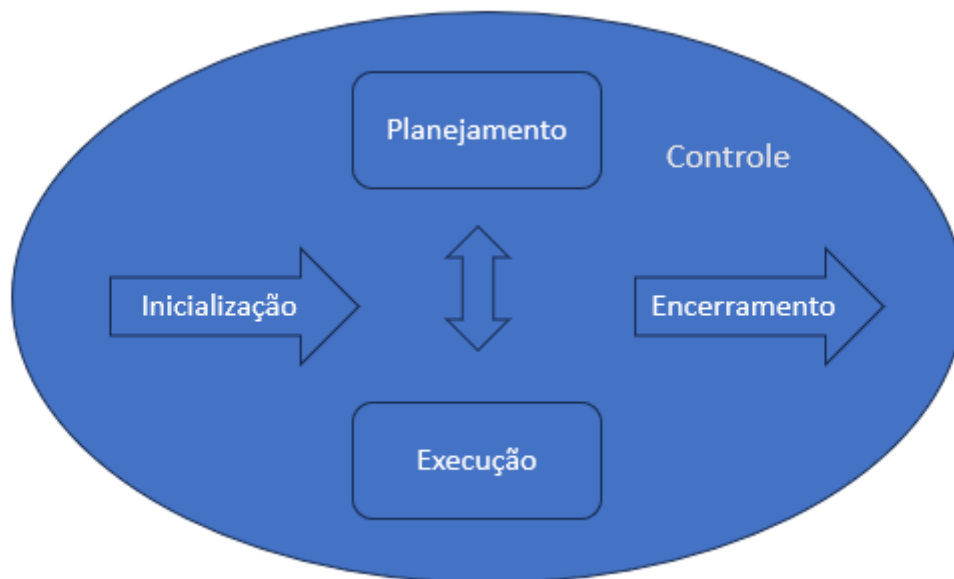 Planejamento
Controle
Inicialização
Encerramento
Execução